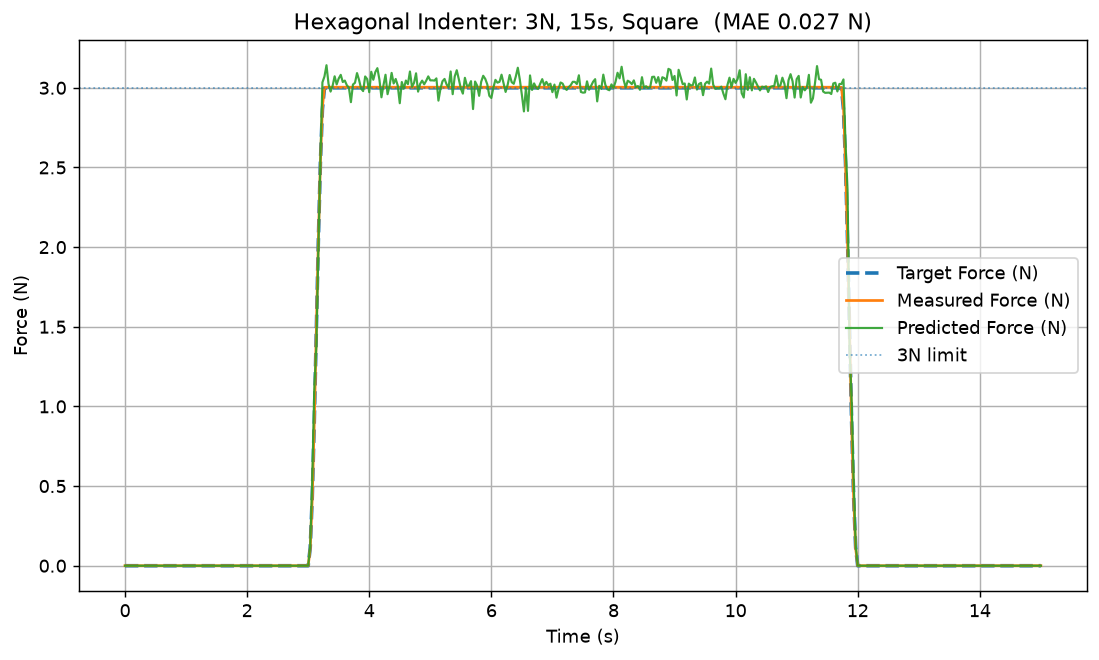 Hexagonal Indenter: 3N, 15s, Square  (MAE 0.027 N)
Force (N)
3.0
2.5
2.0
1.5
1.0
0.5
0.0
Target Force (N)
Measured Force (N)
Predicted Force (N)
3N limit
0 2 4 6 8 10 12 14
Time (s)